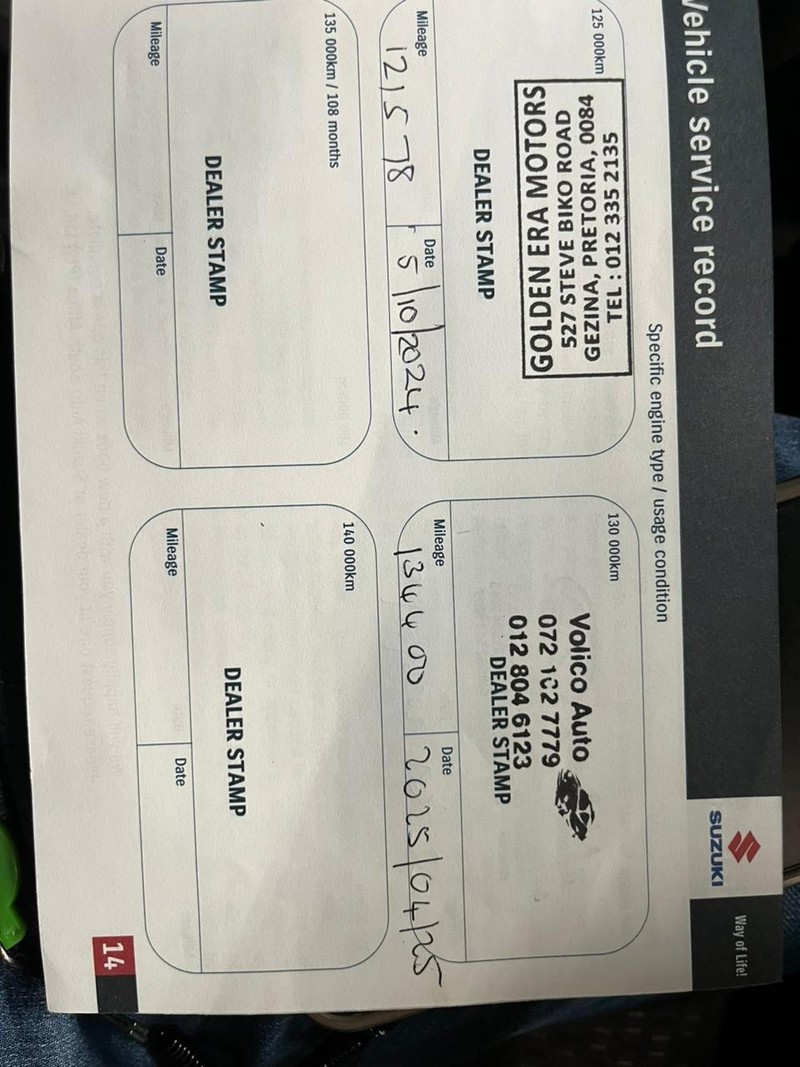 Vehicle service record
SUZUKI
Way of Life!
Specific engine type / usage condition
125 000km
TEL : 012 335 2135
GEZINA, PRETORIA, 0084
527 STEVE BIKO ROAD
GOLDEN ERA MOTORS
DEALER STAMP
Mileage
Date
121578
5/10/2024.
130 000km
Volico Auto
072 102 7779
012 804 6123
DEALER STAMP
Mileage
Date
134400
2025/04/25
135 000km / 108 months
DEALER STAMP
Mileage
Date
140 000km
DEALER STAMP
Mileage
Date
14